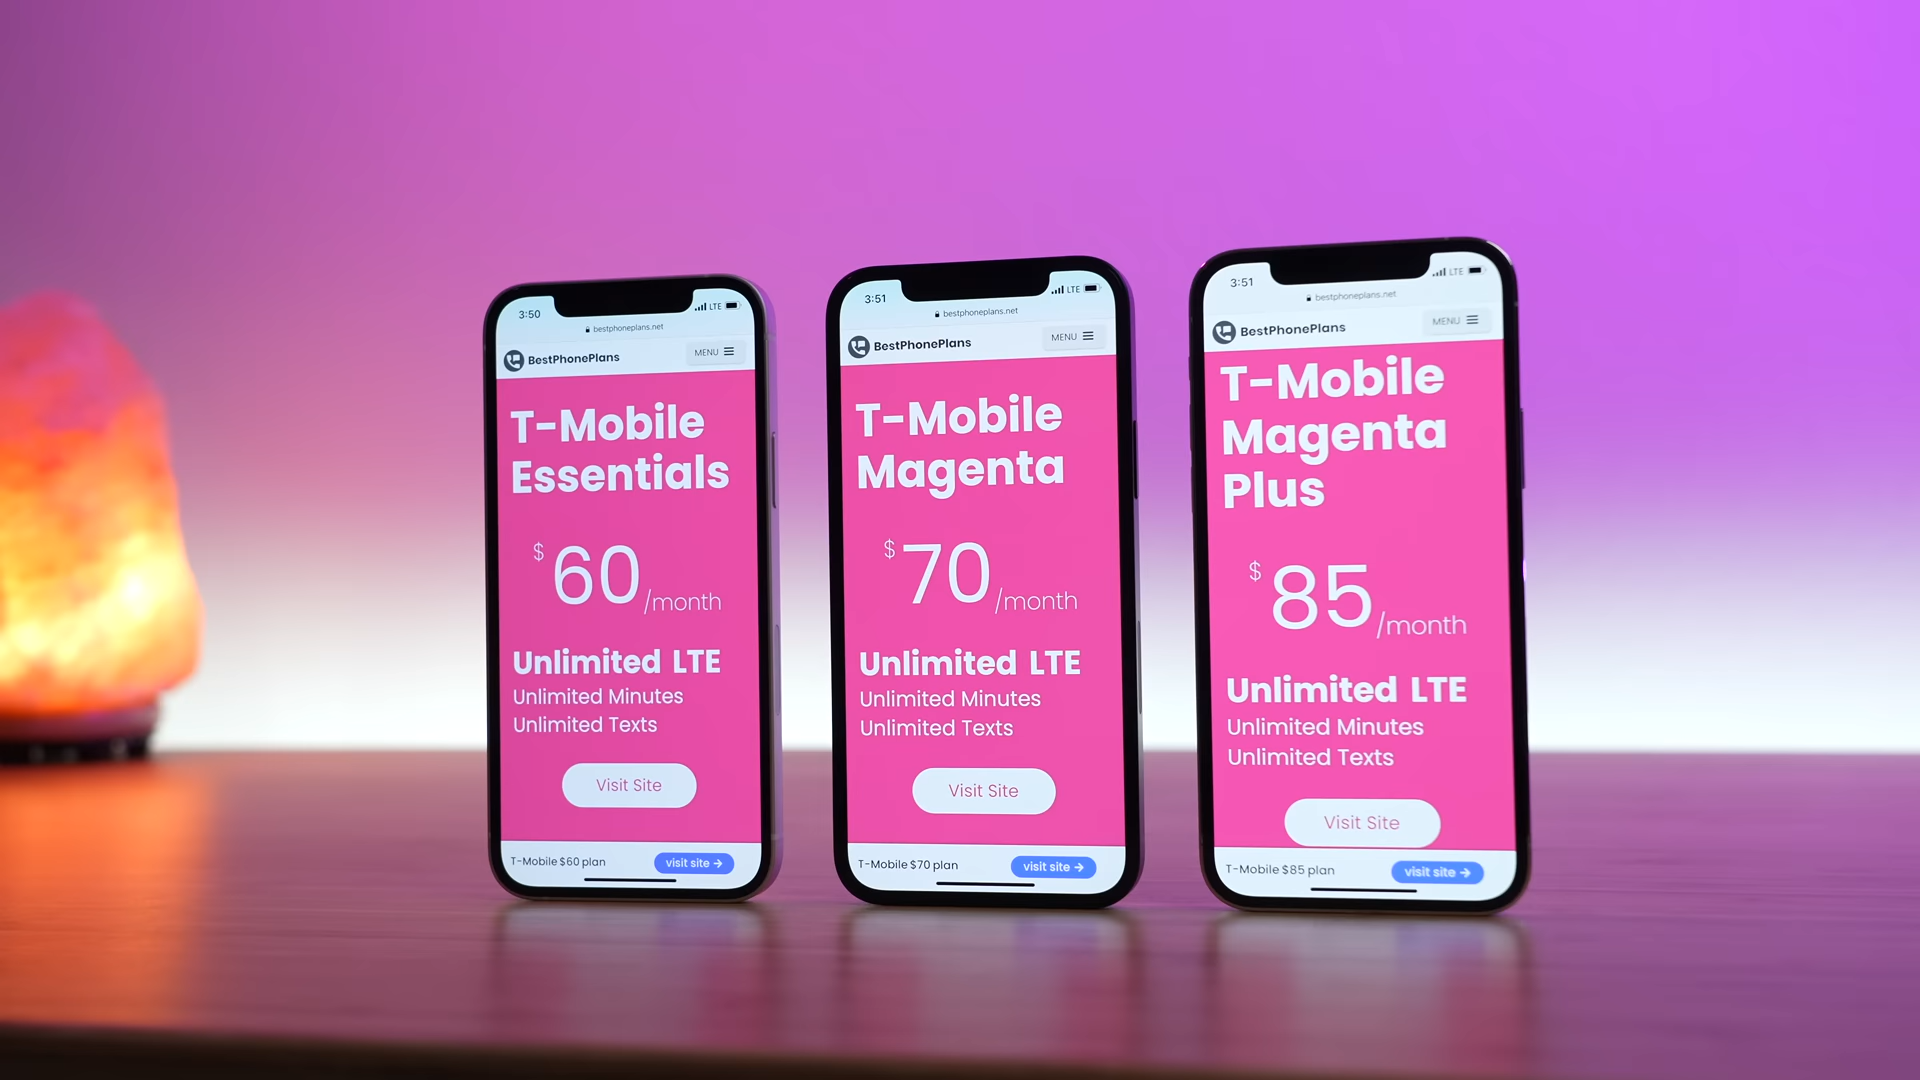 3:50
LTE
bestphoneplans.net
BestPhonePlans
MENU
T-Mobile
Essentials
$60/month
Unlimited LTE
Unlimited Minutes
Unlimited Texts
Visit Site
T-Mobile $60 plan
visit site →
3:51
LTE
bestphoneplans.net
BestPhonePlans
MENU
T-Mobile
Magenta
$70/month
Unlimited LTE
Unlimited Minutes
Unlimited Texts
Visit Site
T-Mobile $70 plan
visit site →
3:51
LTE
bestphoneplans.net
BestPhonePlans
MENU
T-Mobile
Magenta
Plus
$85/month
Unlimited LTE
Unlimited Minutes
Unlimited Texts
Visit Site
T-Mobile $85 plan
visit site →